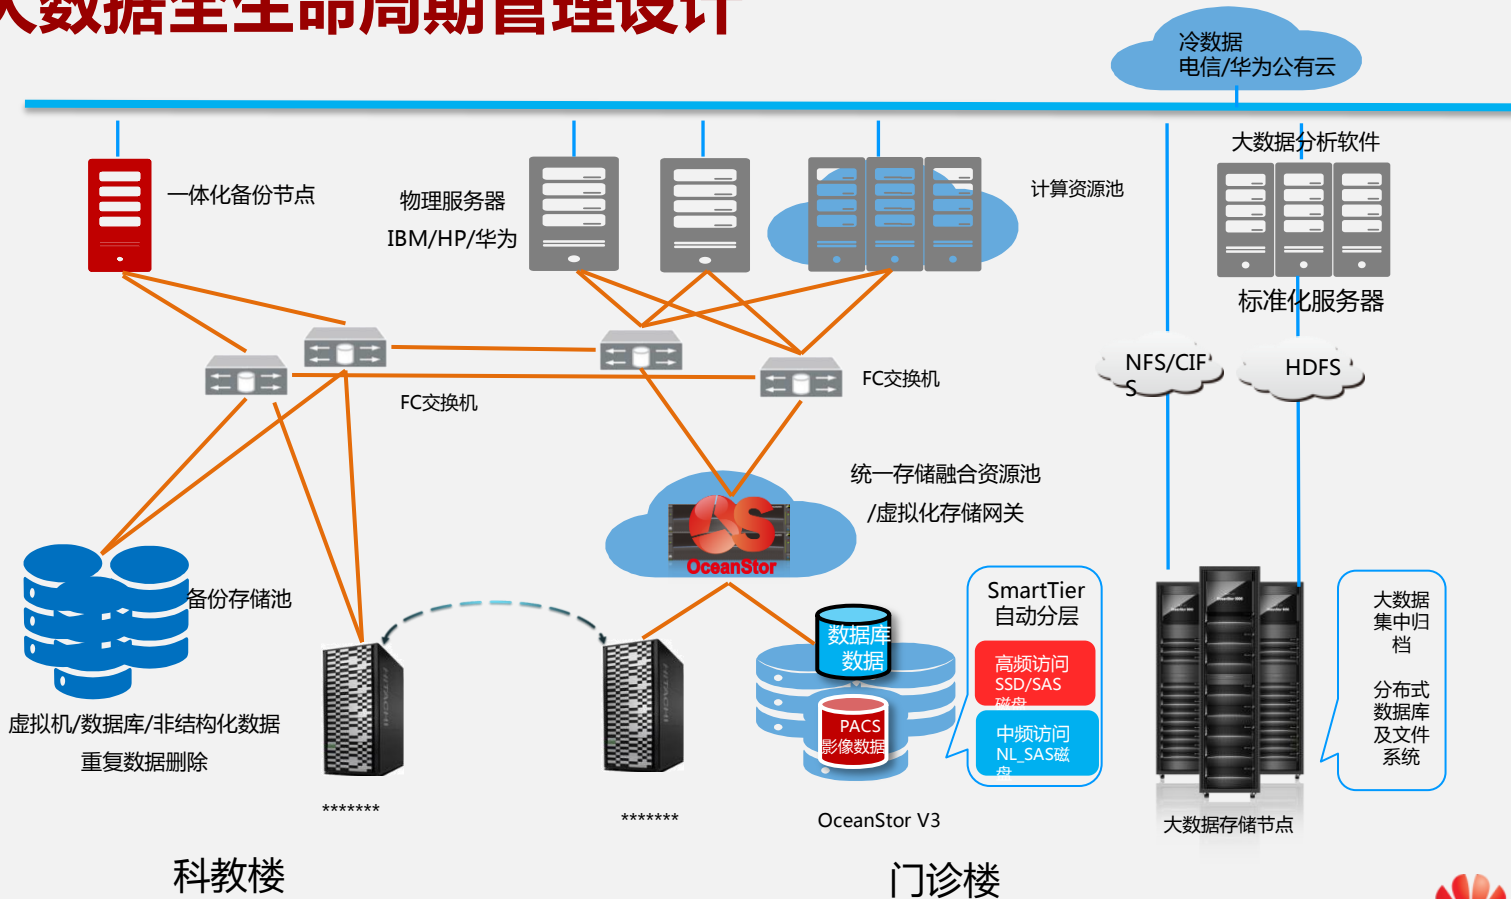 大数据全生命周期管理设计
冷数据
电信/华为公有云
大数据分析软件
一体化备份节点
物理服务器
IBM/HP/华为
计算资源池
标准化服务器
NFS/CIF
S
HDFS
FC交换机
FC交换机
统一存储融合资源池
/虚拟化存储网关
OceanStor
备份存储池
SmartTier
自动分层
高频访问
SSD/SAS
磁盘
中频访问
NL_SAS磁
盘
数据库
数据
PACS
影像数据
HITACHI
HITACHI
大数据
集中归
档
分布式
数据库
及文件
系统
虚拟机/数据库/非结构化数据
重复数据删除
*******
*******
OceanStor V3
大数据存储节点
科教楼
门诊楼